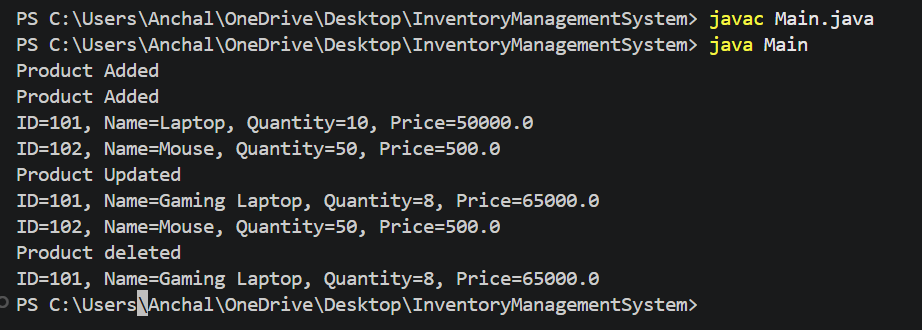 PS C:\Users\Anchal\OneDrive\Desktop\InventoryManagementSystem> javac Main.java
PS C:\Users\Anchal\OneDrive\Desktop\InventoryManagementSystem> java Main
Product Added
Product Added
ID=101, Name=Laptop, Quantity=10, Price=50000.0
ID=102, Name=Mouse, Quantity=50, Price=500.0
Product Updated
ID=101, Name=Gaming Laptop, Quantity=8, Price=65000.0
ID=102, Name=Mouse, Quantity=50, Price=500.0
Product deleted
ID=101, Name=Gaming Laptop, Quantity=8, Price=65000.0
PS C:\Users\Anchal\OneDrive\Desktop\InventoryManagementSystem>